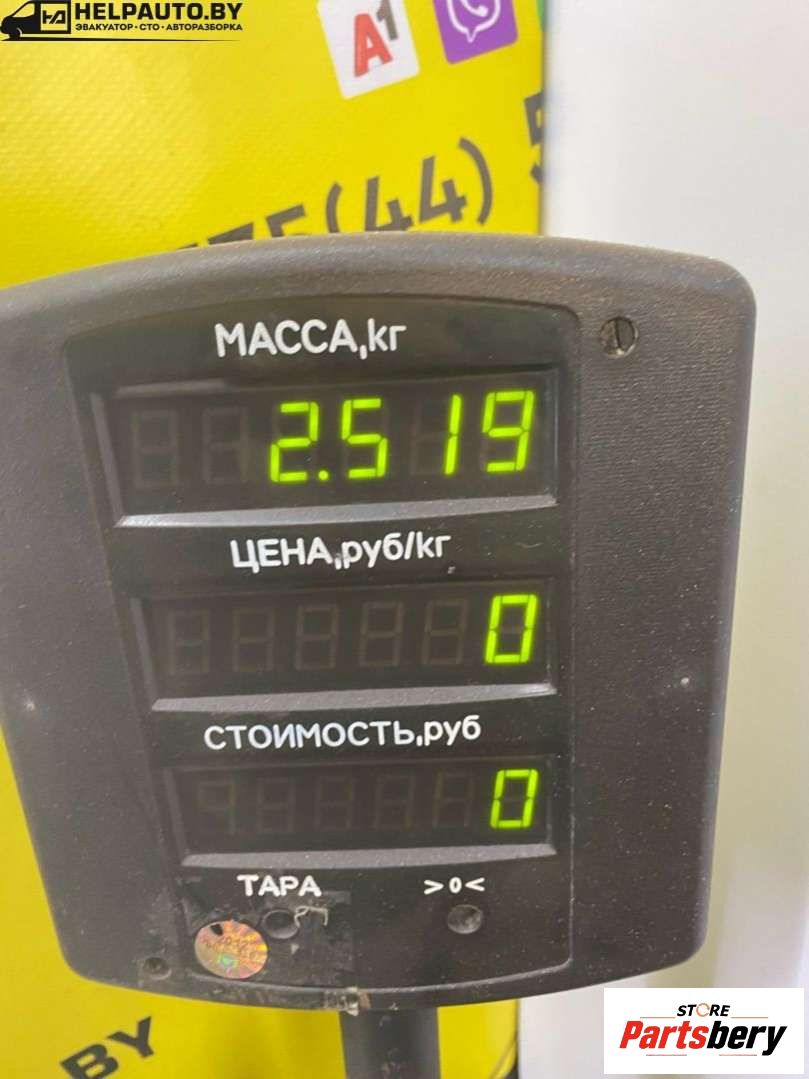 HELPAUTO.BY
ЭВАКУАТОР • СТО • АВТОРАЗБОРКА
A1
(44)
МАССА,кг
2.519
ЦЕНА,руб/кг
0
СТОИМОСТЬ,руб
0
ТАРА >0<
BY
STORE
Partsbery